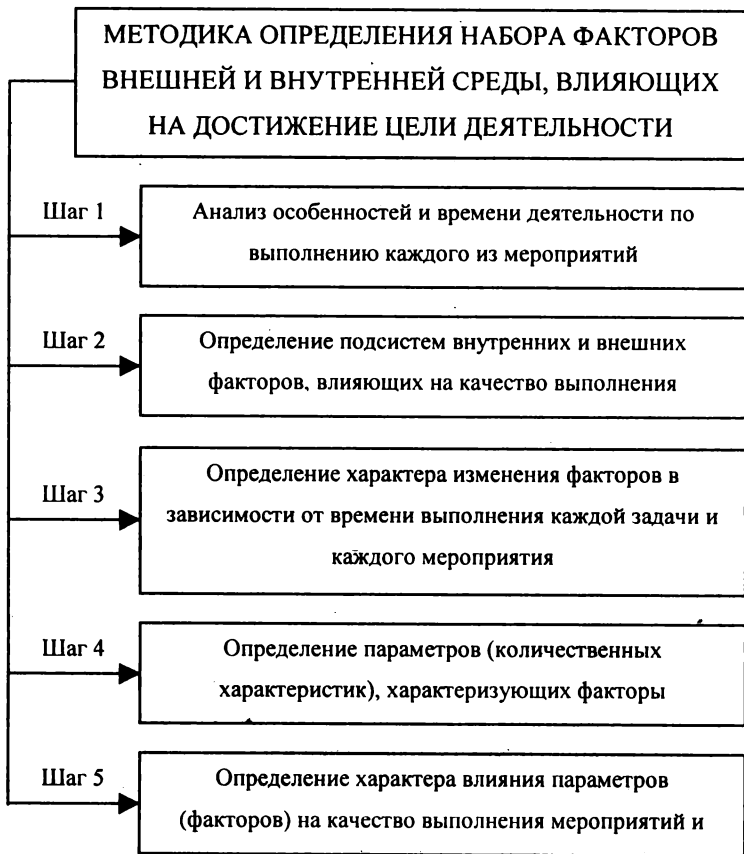 МЕТОДИКА ОПРЕДЕЛЕНИЯ НАБОРА ФАКТОРОВ
ВНЕШНЕЙ И ВНУТРЕННЕЙ СРЕДЫ, ВЛИЯЮЩИХ
НА ДОСТИЖЕНИЕ ЦЕЛИ ДЕЯТЕЛЬНОСТИ
Шаг 1
Анализ особенностей и времени деятельности по
выполнению каждого из мероприятий
Шаг 2
Определение подсистем внутренних и внешних
факторов, влияющих на качество выполнения
Шаг 3
Определение характера изменения факторов в
зависимости от времени выполнения каждой задачи и
каждого мероприятия
Шаг 4
Определение параметров (количественных
характеристик), характеризующих факторы
Шаг 5
Определение характера влияния параметров
(факторов) на качество выполнения мероприятий и